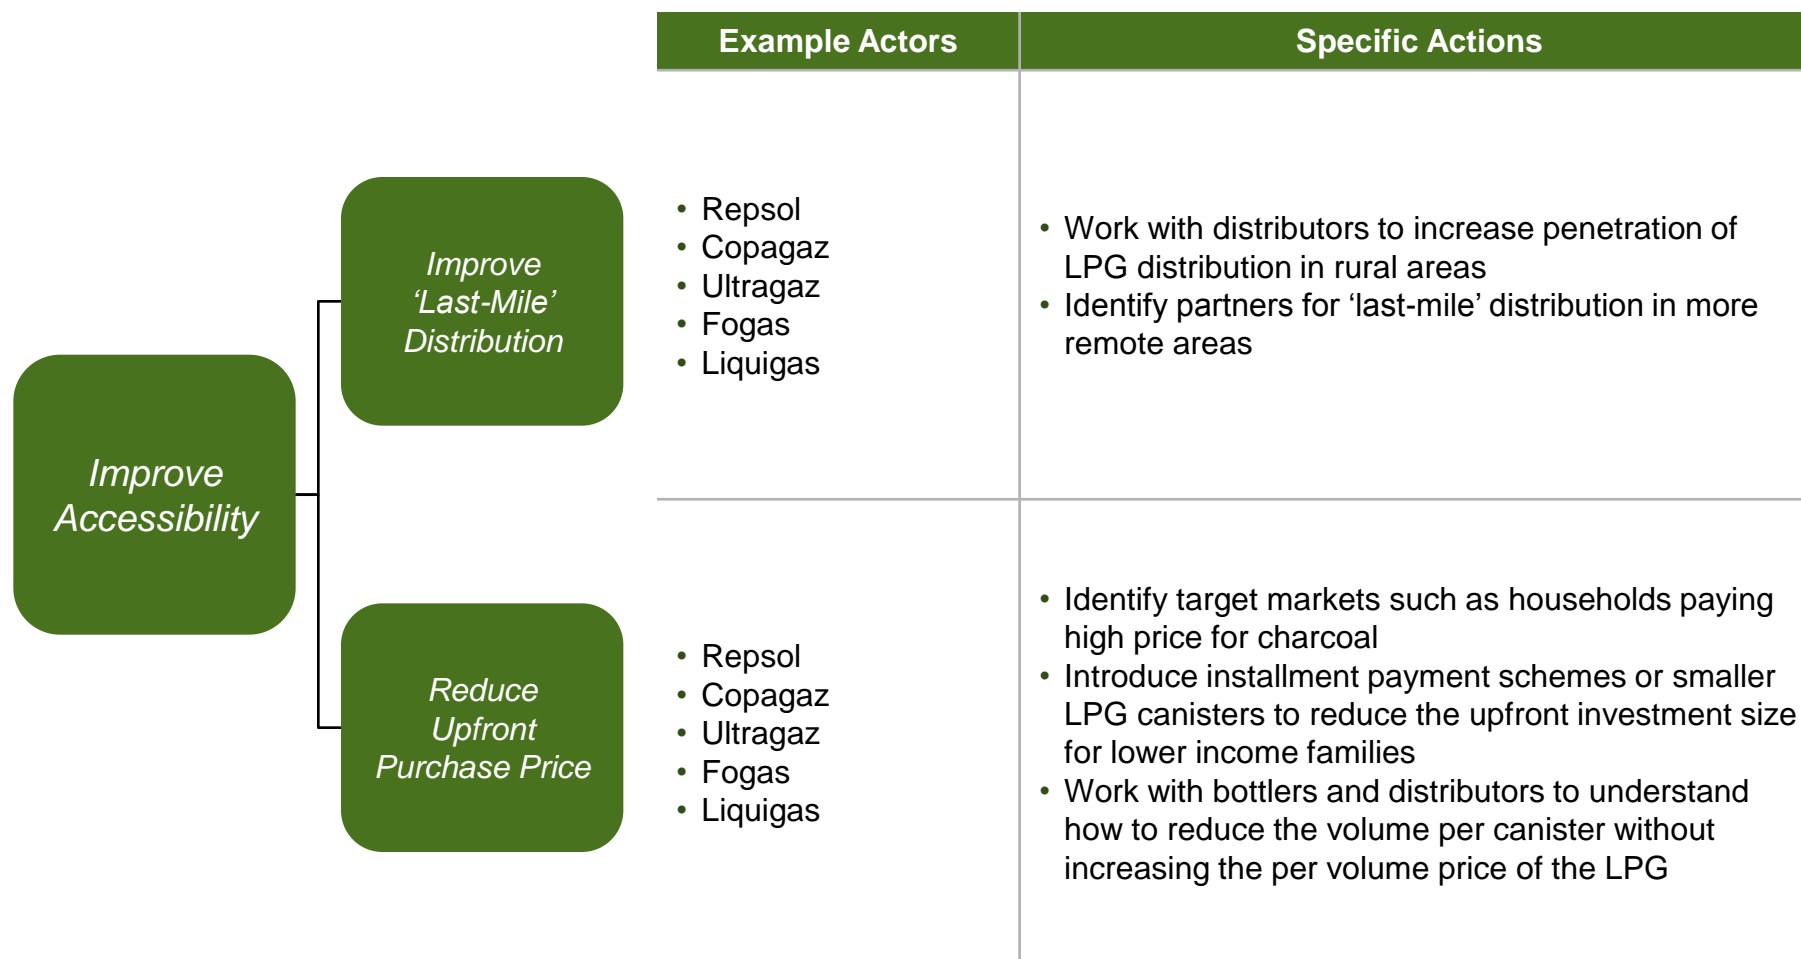 Example Actors
Specific Actions
Improve
Accessibility
Improve
‘Last-Mile’
Distribution
• Repsol
• Copagaz
• Ultragaz
• Fogas
• Liquigas
• Work with distributors to increase penetration of
LPG distribution in rural areas
• Identify partners for ‘last-mile’ distribution in more
remote areas
Reduce
Upfront
Purchase Price
• Repsol
• Copagaz
• Ultragaz
• Fogas
• Liquigas
• Identify target markets such as households paying
high price for charcoal
• Introduce installment payment schemes or smaller
LPG canisters to reduce the upfront investment size
for lower income families
• Work with bottlers and distributors to understand
how to reduce the volume per canister without
increasing the per volume price of the LPG